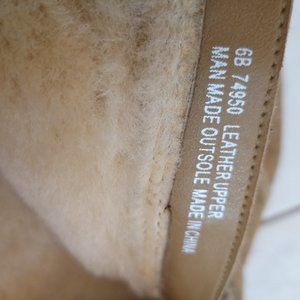 6B 74950 LEATHER UPPER
MAN MADE OUTSOLE MADE IN CHINA